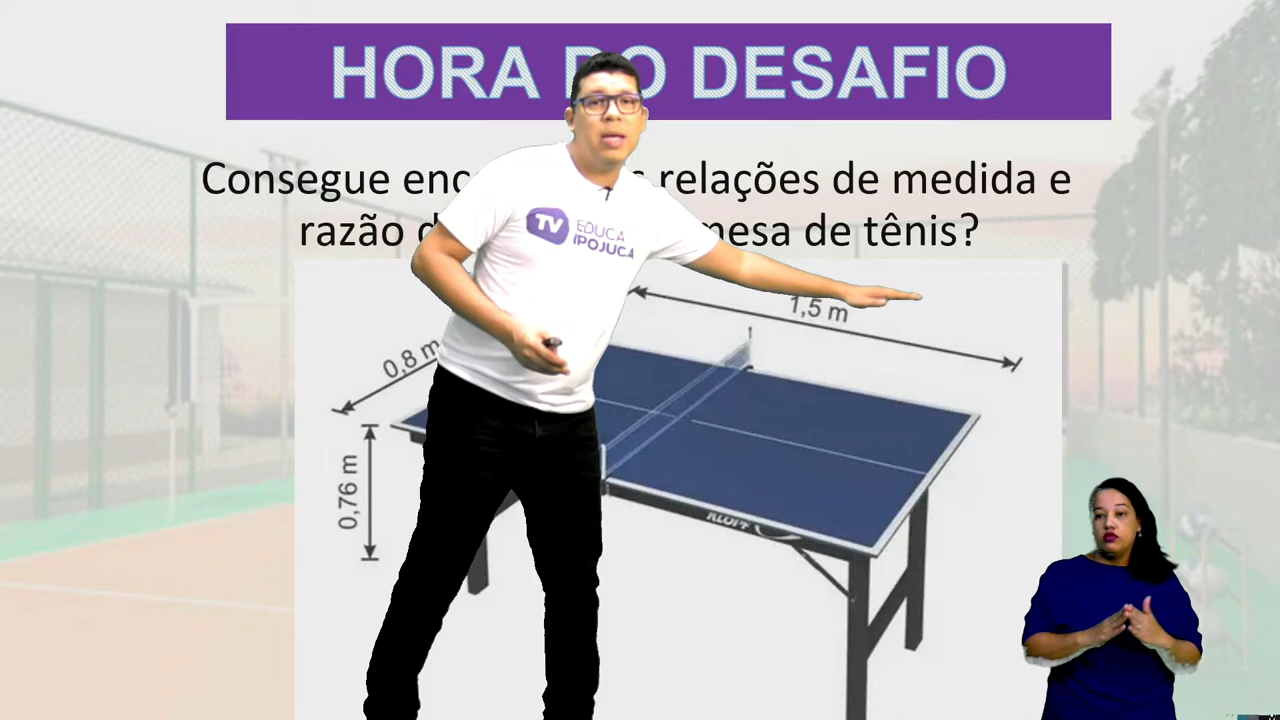 HORA DO DESAFIO
Consegue relações de medida e
razão mesa de tênis?
TV EDUCA
IPOJUCA
1,5 m
0,8 m
0,76 m
KLOPF